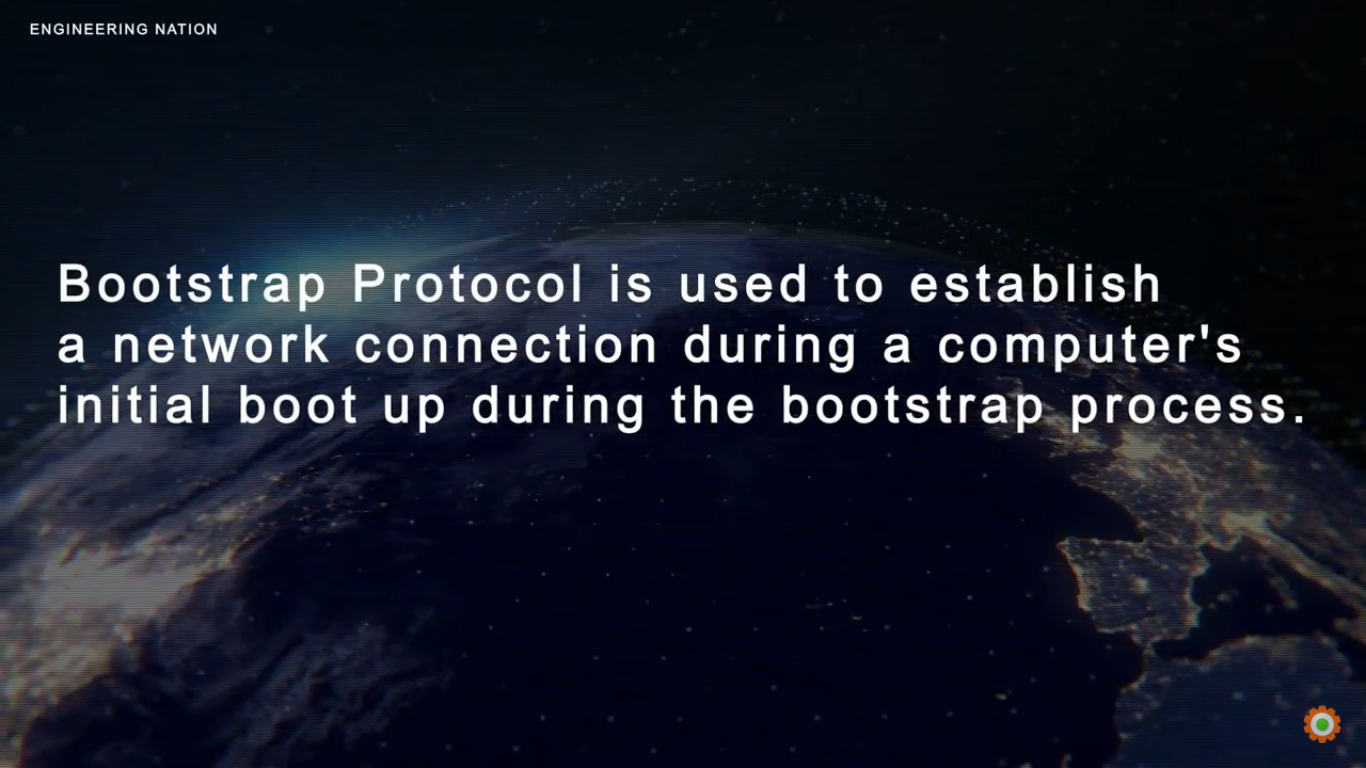 ENGINEERING NATION
Bootstrap Protocol is used to establish
a network connection during a computer's
initial boot up during the bootstrap process.